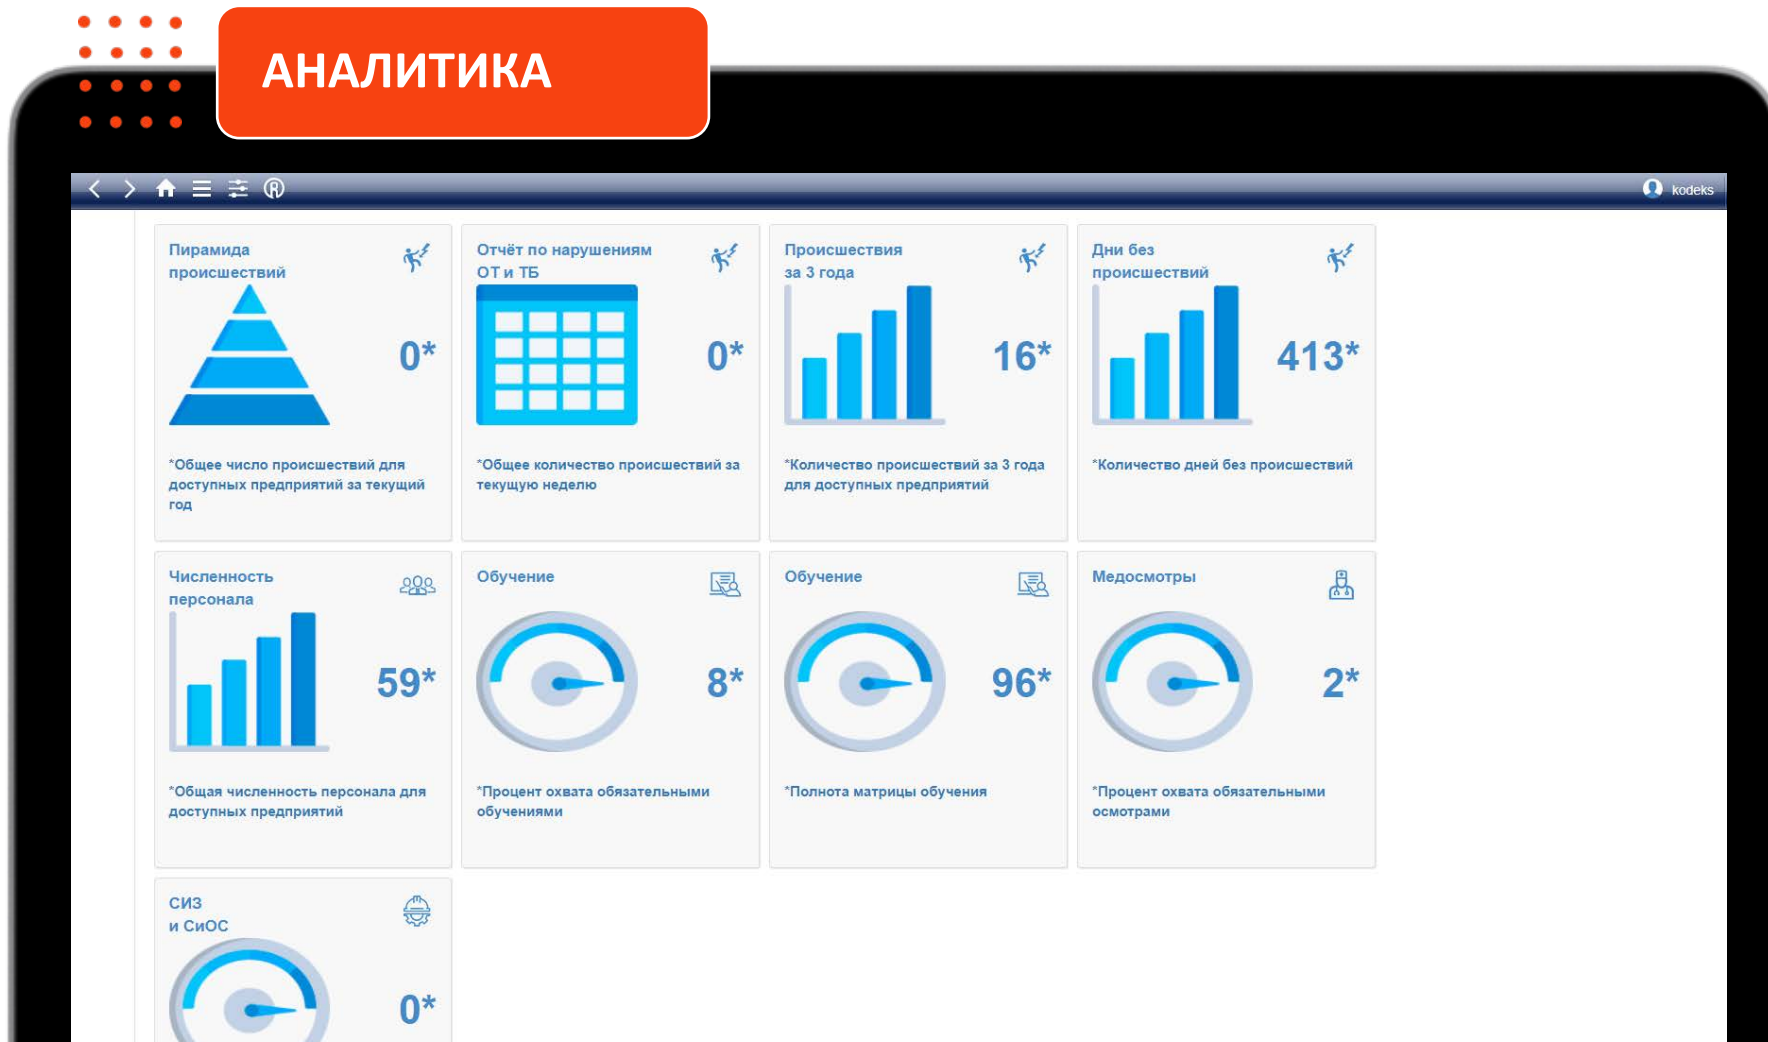 АНАЛИТИКА
kodeks
Пирамида
происшествий
0*
*Общее число происшествий для
доступных предприятий за текущий
год
Отчёт по нарушениям
ОТ и ТБ
0*
*Общее количество происшествий за
текущую неделю
Происшествия
за 3 года
16*
*Количество происшествий за 3 года
для доступных предприятий
Дни без
происшествий
413*
*Количество дней без происшествий
Численность
персонала
59*
*Общая численность персонала для
доступных предприятий
Обучение
8*
*Процент охвата обязательными
обучениями
Обучение
96*
*Полнота матрицы обучения
Медосмотры
2*
*Процент охвата обязательными
осмотрами
СИЗ
и СиОС
0*